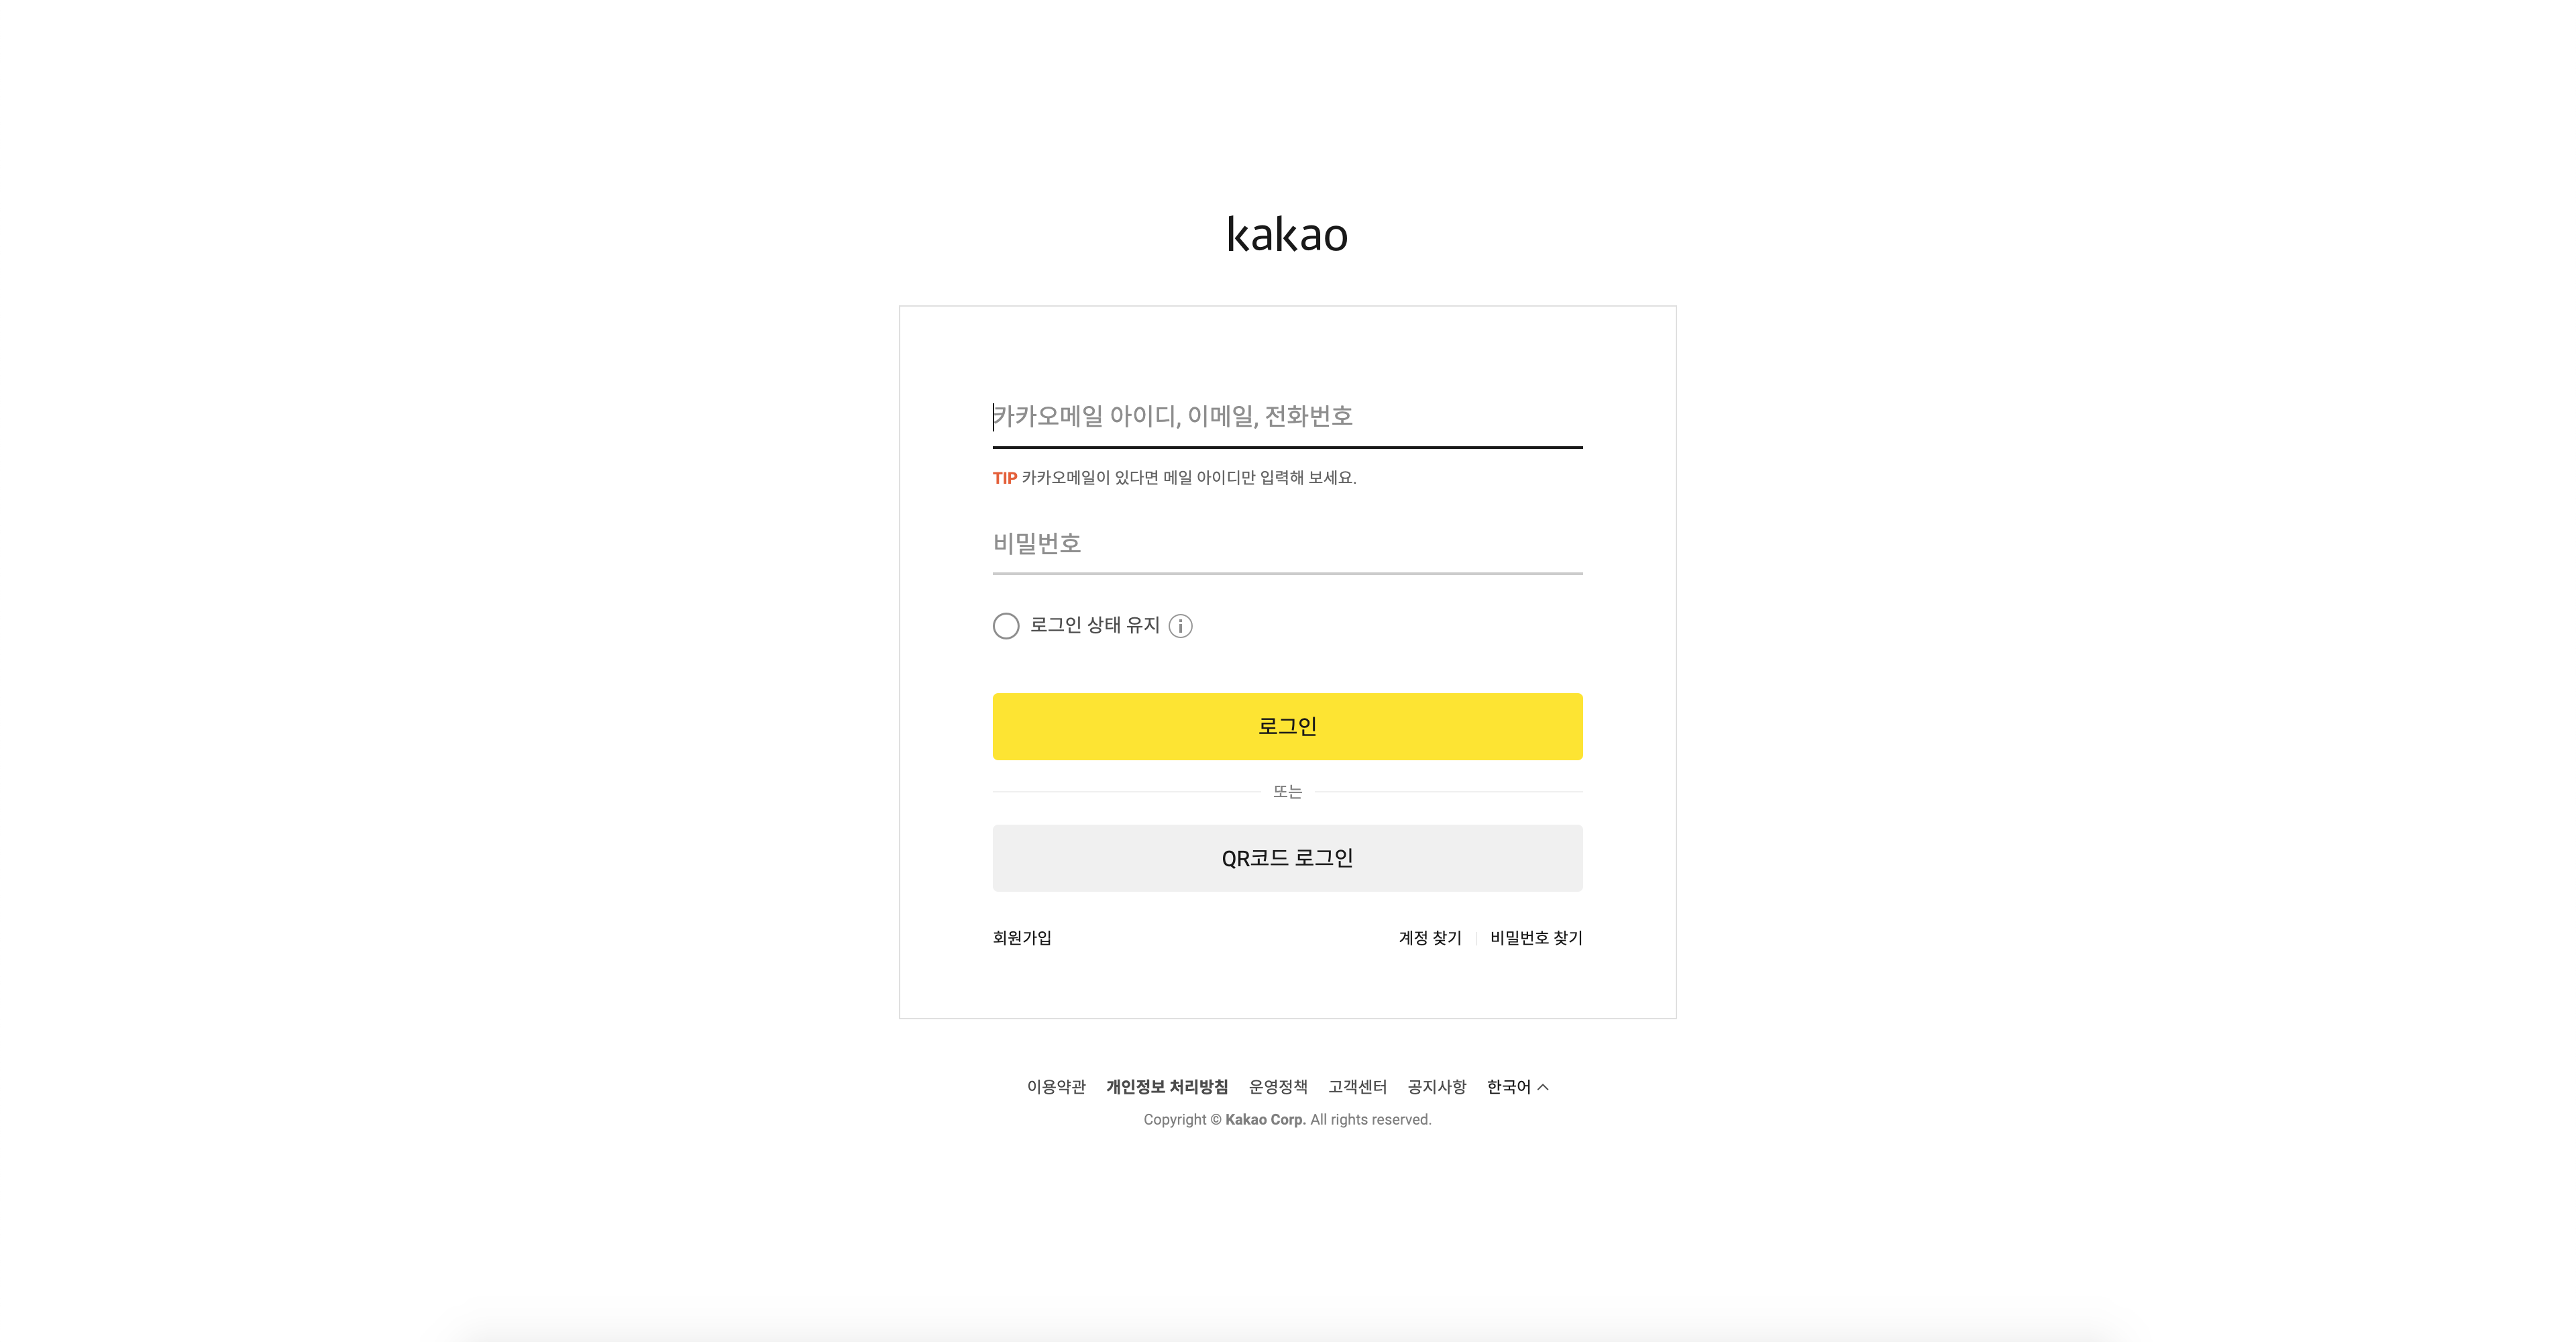 kakao
카카오메일 아이디, 이메일, 전화번호
TIP 카카오메일이 있다면 메일 아이디만 입력해 보세요.
비밀번호
로그인 상태 유지
로그인
또는
QR코드 로그인
회원가입 계정 찾기 비밀번호 찾기
이용약관 개인정보 처리방침 운영정책 고객센터 공지사항 한국어
Copyright © Kakao Corp. All rights reserved.